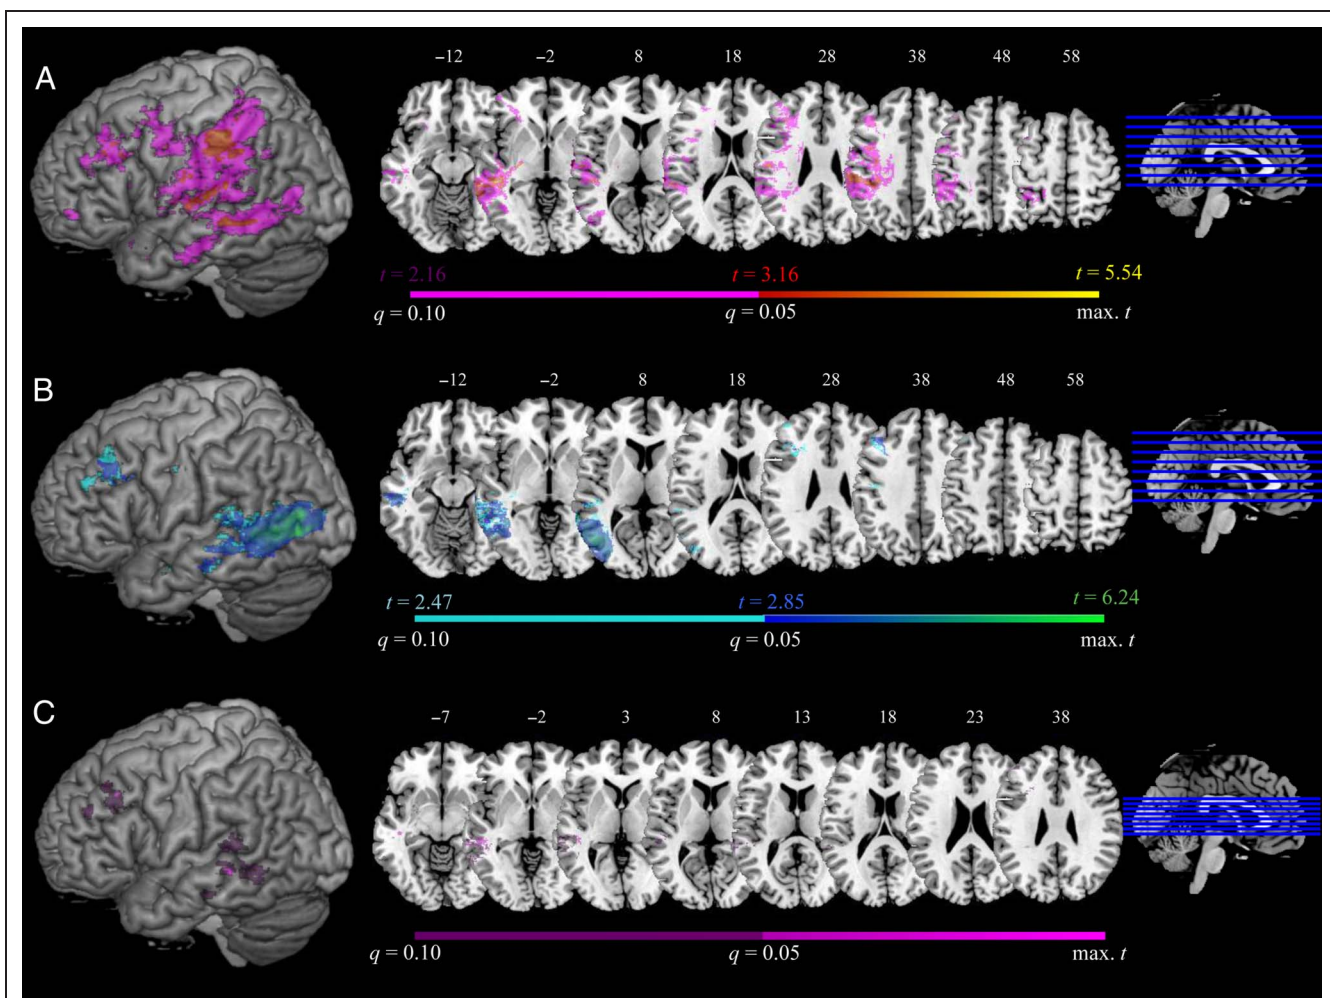 A
−12 −2 8 18 28 38 48 58
t = 2.16 t = 3.16 t = 5.54
q = 0.10 q = 0.05 max. t
B
−12 −2 8 18 28 38 48 58
t = 2.47 t = 2.85 t = 6.24
q = 0.10 q = 0.05 max. t
C
−7 −2 3 8 13 18 23 38
q = 0.10 q = 0.05 max. t